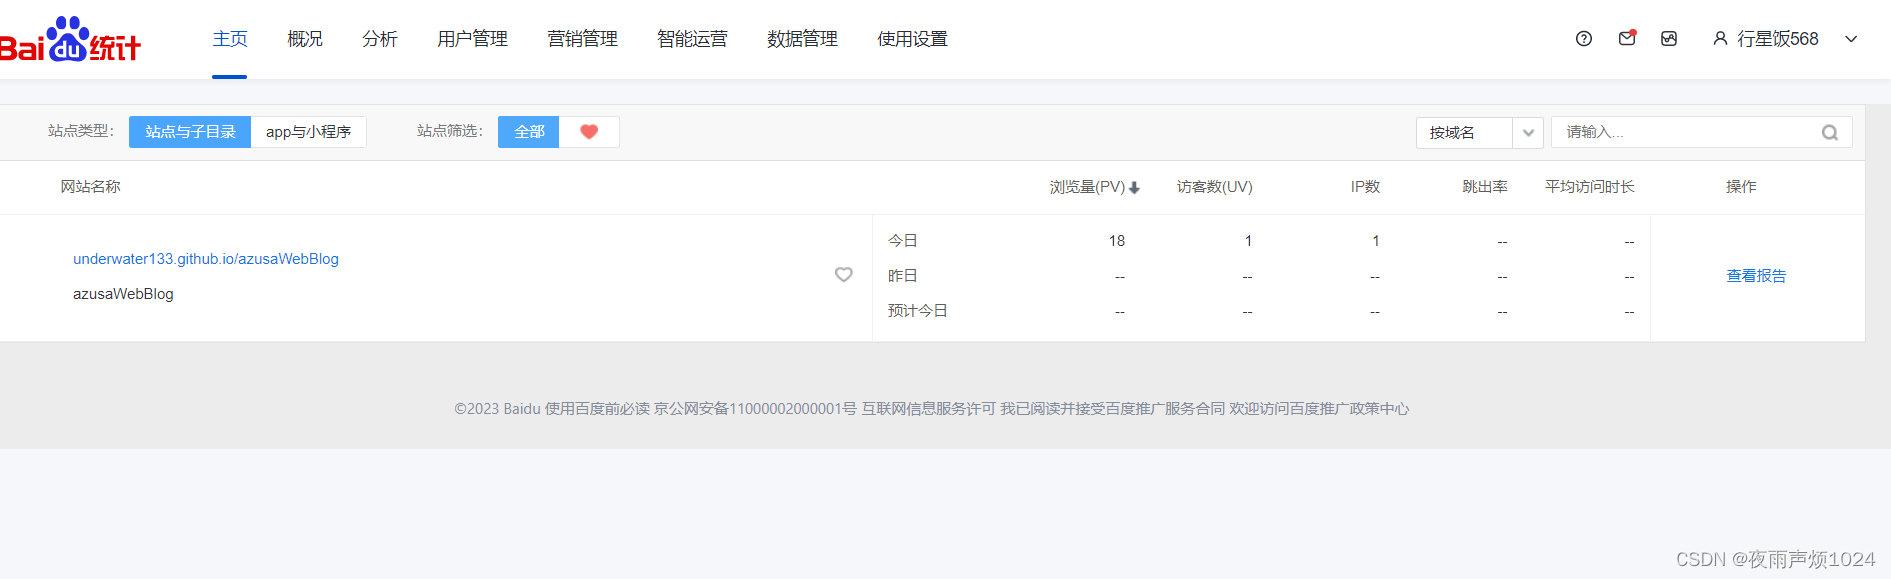 Bai du 统计 主页 概况 分析 用户管理 营销管理 智能运营 数据管理 使用设置 行星饭568
站点类型： 站点与子目录 app与小程序 站点筛选： 全部 按域名 请输入...
网站名称 浏览量(PV) 访客数(UV) IP数 跳出率 平均访问时长 操作
今日 18 1 1 -- --
underwater133.github.io/azusaWebBlog
昨日 -- -- -- -- -- 查看报告
azusaWebBlog
预计今日 -- -- -- -- --
©2023 Baidu 使用百度前必读 京公网安备11000002000001号 互联网信息服务许可 我已阅读并接受百度推广服务合同 欢迎访问百度推广政策中心
CSDN @夜雨声烦1024